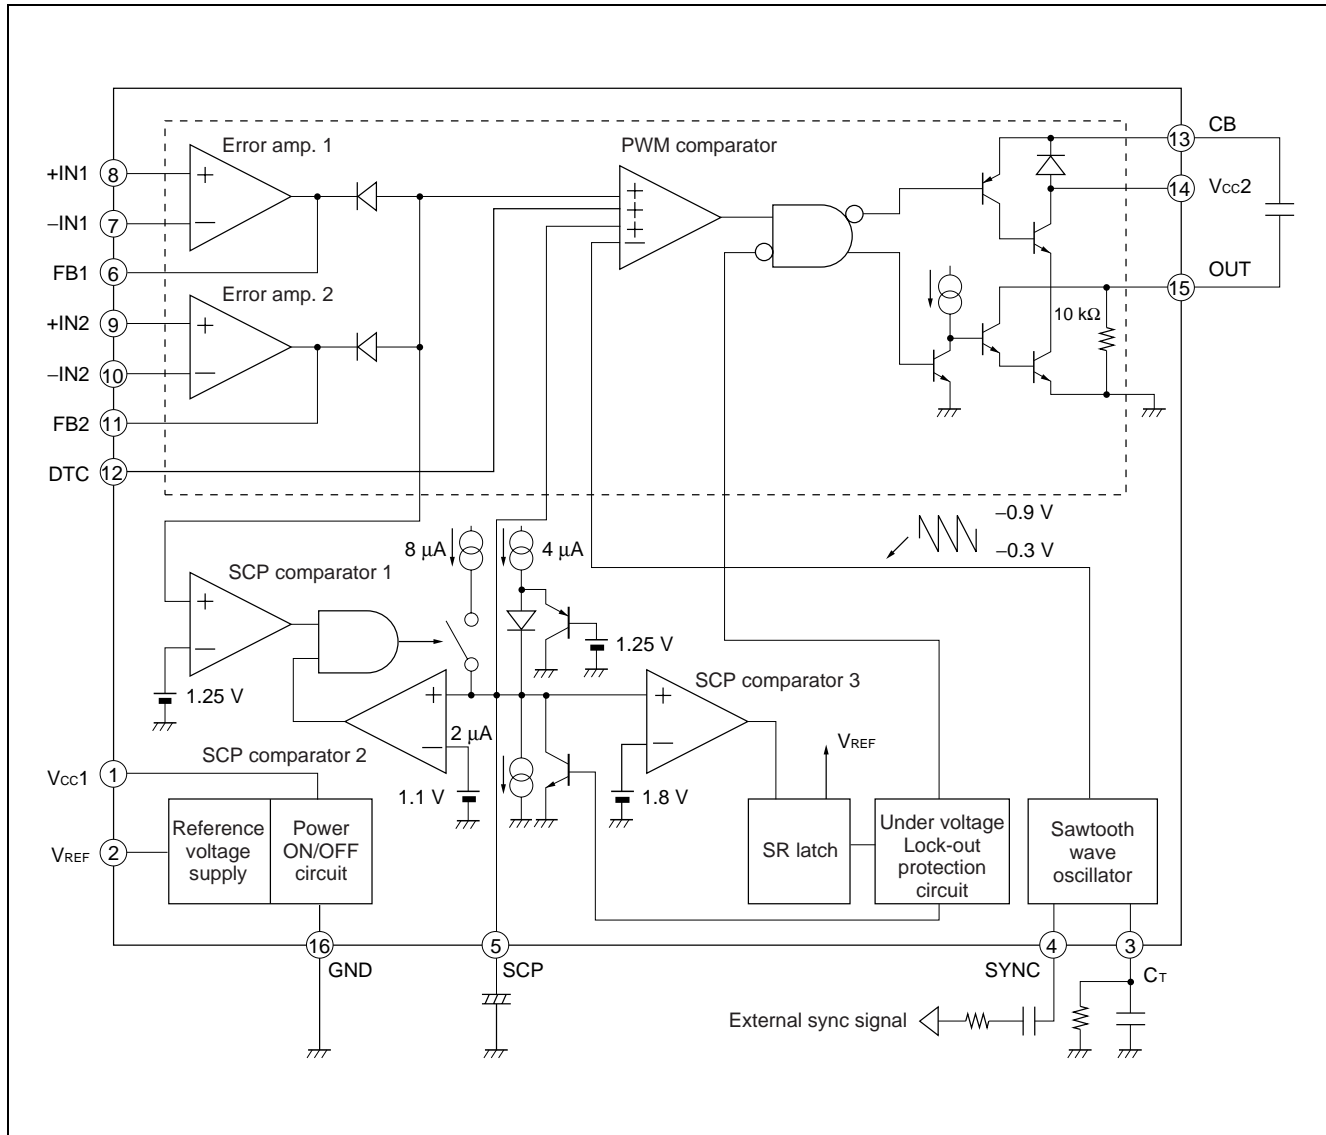 Error amp. 1
PWM comparator
13
CB
+IN1
8
+
+
+
+
−
14
VCC2
−IN1
7
−
FB1
6
15
OUT
Error amp. 2
+IN2
9
+
10 kΩ
−IN2
10
−
FB2
11
DTC
12
−0.9 V
−0.3 V
8 µA
4 µA
SCP comparator 1
+
−
1.25 V
1.25 V
SCP comparator 3
+
−
+
−
2 µA
SCP comparator 2
1.1 V
1.8 V
VREF
VCC1
1
VREF
2
Reference
voltage
supply
Power
ON/OFF
circuit
SR latch
Under voltage
Lock-out
protection
circuit
Sawtooth
wave
oscillator
16
GND
5
SCP
4
SYNC
3
CT
External sync signal